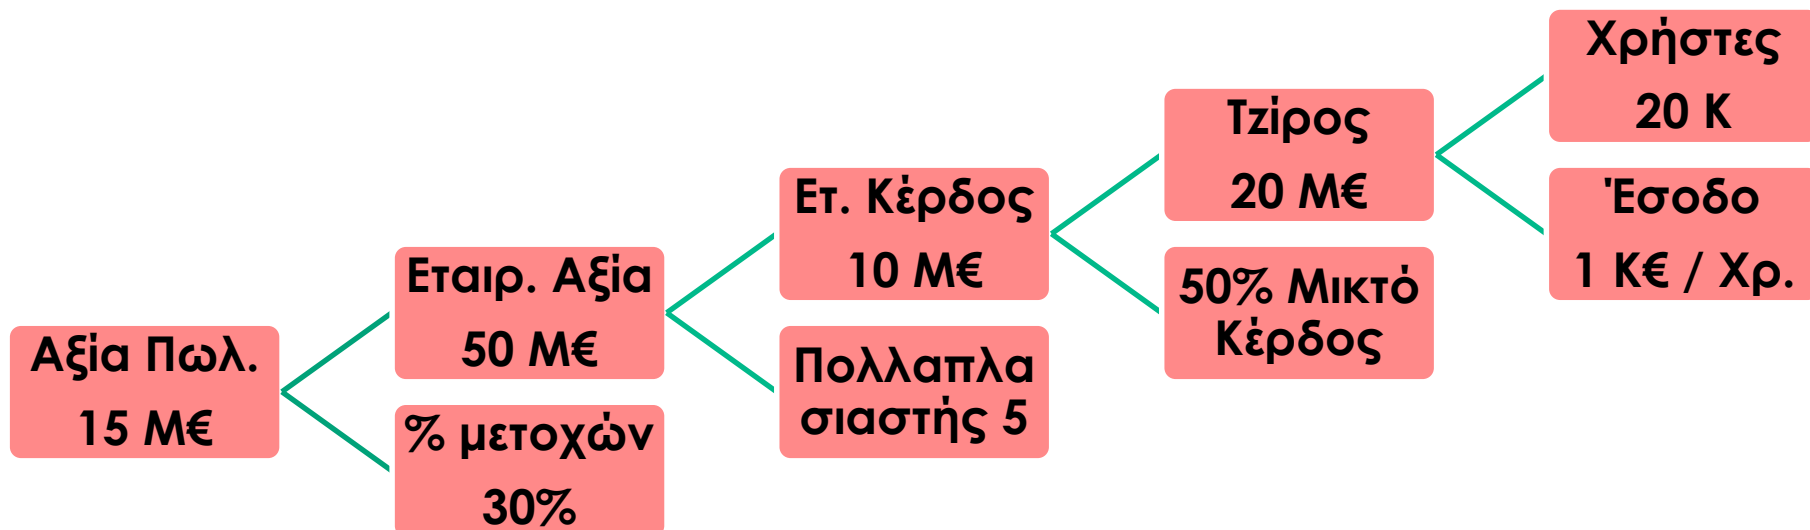 Αξία Πωλ.
15 Μ€
Εταιρ. Αξία
50 Μ€
% μετοχών
30%
Ετ. Κέρδος
10 Μ€
Πολλαπλα
σιαστής 5
Τζίρος
20 Μ€
50% Μικτό
Κέρδος
Χρήστες
20 Κ
Έσοδο
1 Κ€ / Χρ.